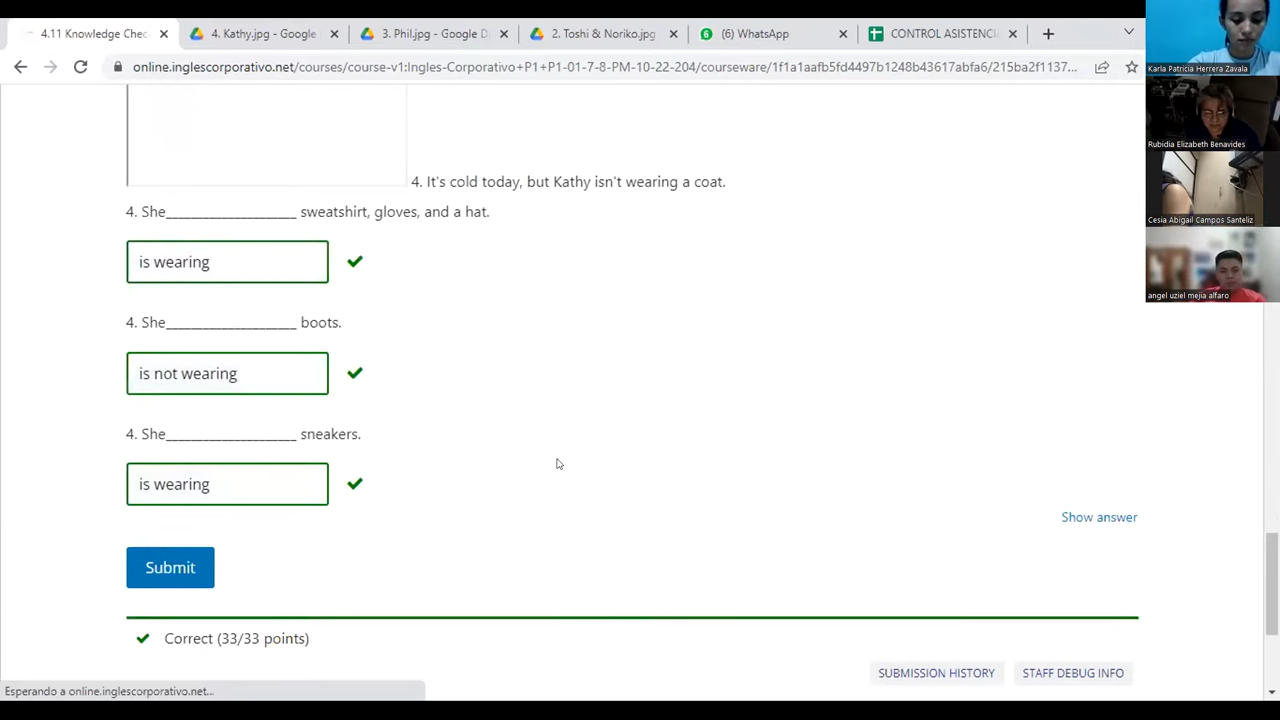 4.11 Knowledge Chec
4. Kathy.jpg - Google
3. Phil.jpg - Google D
2. Toshi & Noriko.jpg
(6) WhatsApp
CONTROL ASISTENCI
online.inglescorporativo.net/courses/course-v1:Ingles-Corporativo+P1+P1-01-7-8-PM-10-22-204/courseware/1f1a1aafb5fd4497b1248b43617abfa6/215ba2f1137...
Karla Patricia Herrera Zavala
Rubidia Elizabeth Benavides
Cesia Abigail Campos Santeliz
angel uziel mejia alfaro
4. It's cold today, but Kathy isn't wearing a coat.
4. She____________________ sweatshirt, gloves, and a hat.
is wearing
4. She____________________ boots.
is not wearing
4. She____________________ sneakers.
is wearing
Show answer
Submit
Correct (33/33 points)
SUBMISSION HISTORY
STAFF DEBUG INFO
Esperando a online.inglescorporativo.net...